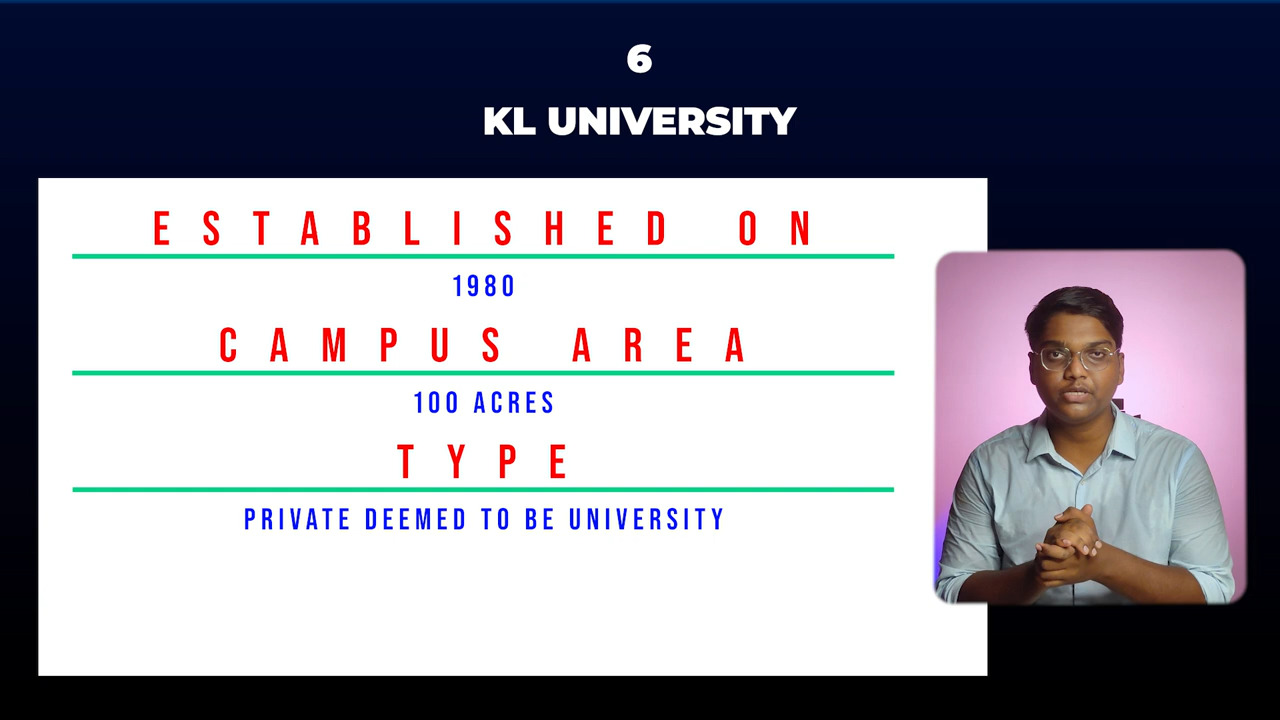 6
KL UNIVERSITY
ESTABLISHED ON
1980
CAMPUS AREA
100 ACRES
TYPE
PRIVATE DEEMED TO BE UNIVERSITY